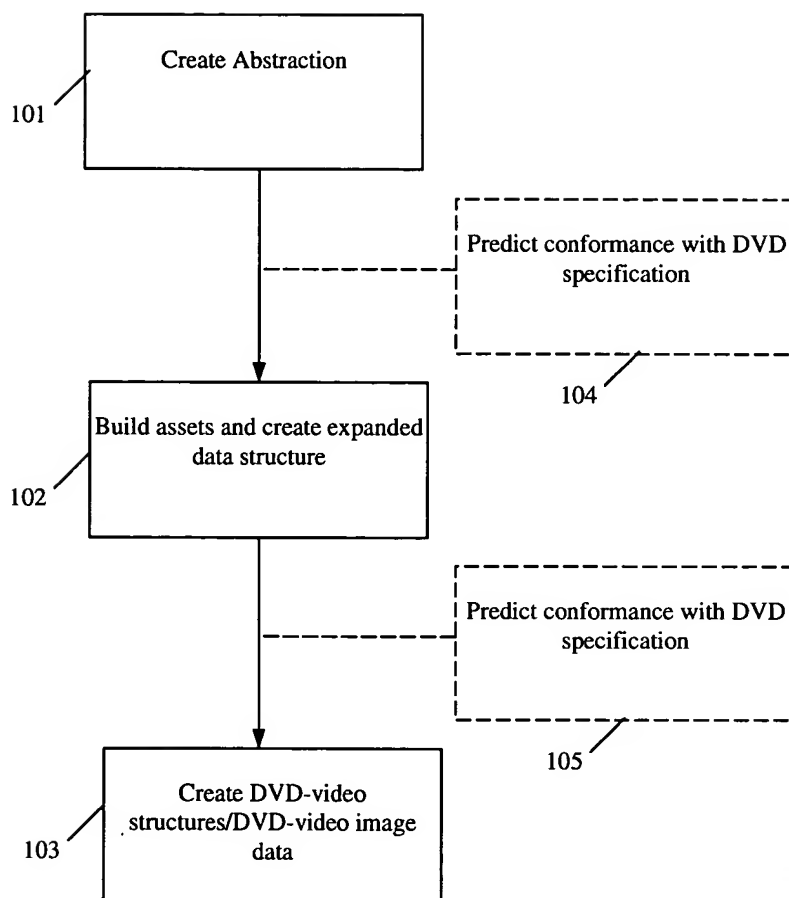 Create Abstraction
101
Predict conformance with DVD
specification
104
Build assets and create expanded
data structure
102
Predict conformance with DVD
specification
105
Create DVD-video
structures/DVD-video image
data
103